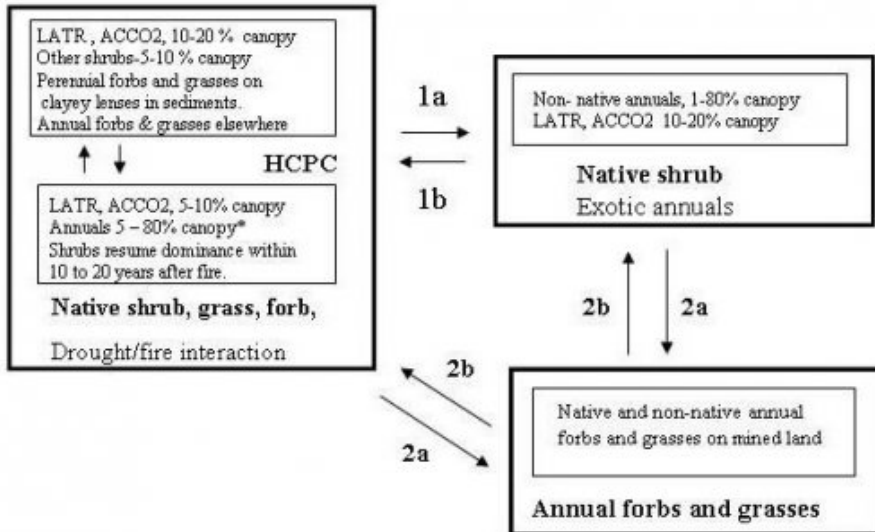 LATR , ACCO2, 10-20 % canopy
Other shrubs-5-10 % canopy
Perennial forbs and grasses on
clayey lenses in sediments.
Annual forbs & grasses elsewhere
HCPC
LATR, ACCO2, 5-10% canopy
Annuals 5 – 80% canopy*
Shrubs resume dominance within
10 to 20 years after fire.
Native shrub, grass, forb,
Drought/fire interaction
1a
1b
Non- native annuals, 1-80% canopy
LATR, ACCO2 10-20% canopy
Native shrub
Exotic annuals
2b
2a
2b
2a
Native and non-native annual
forbs and grasses on mined land
Annual forbs and grasses